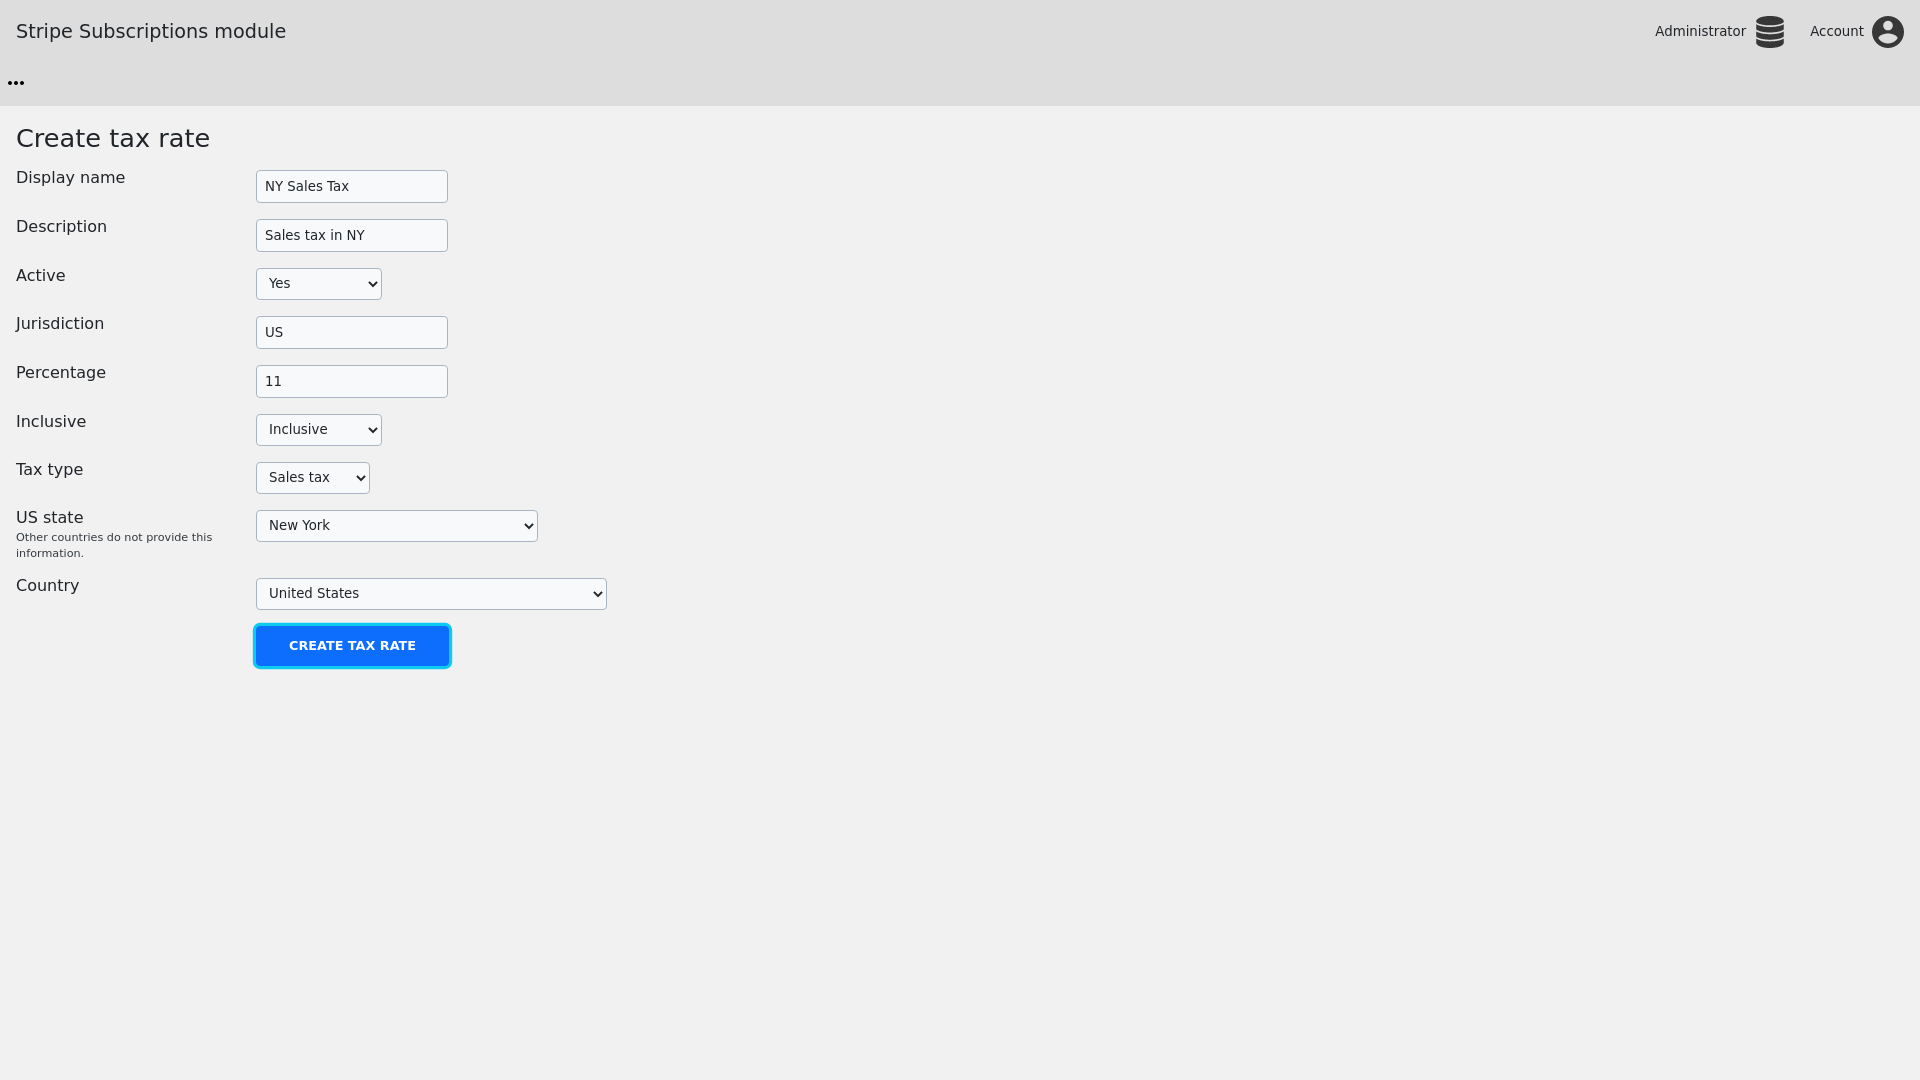 Stripe Subscriptions module
Administrator
Account
Create tax rate
Display name
NY Sales Tax
Description
Sales tax in NY
Active
Yes
Jurisdiction
US
Percentage
11
Inclusive
Inclusive
Tax type
Sales tax
US state
Other countries do not provide this
information.
New York
Country
United States
CREATE TAX RATE